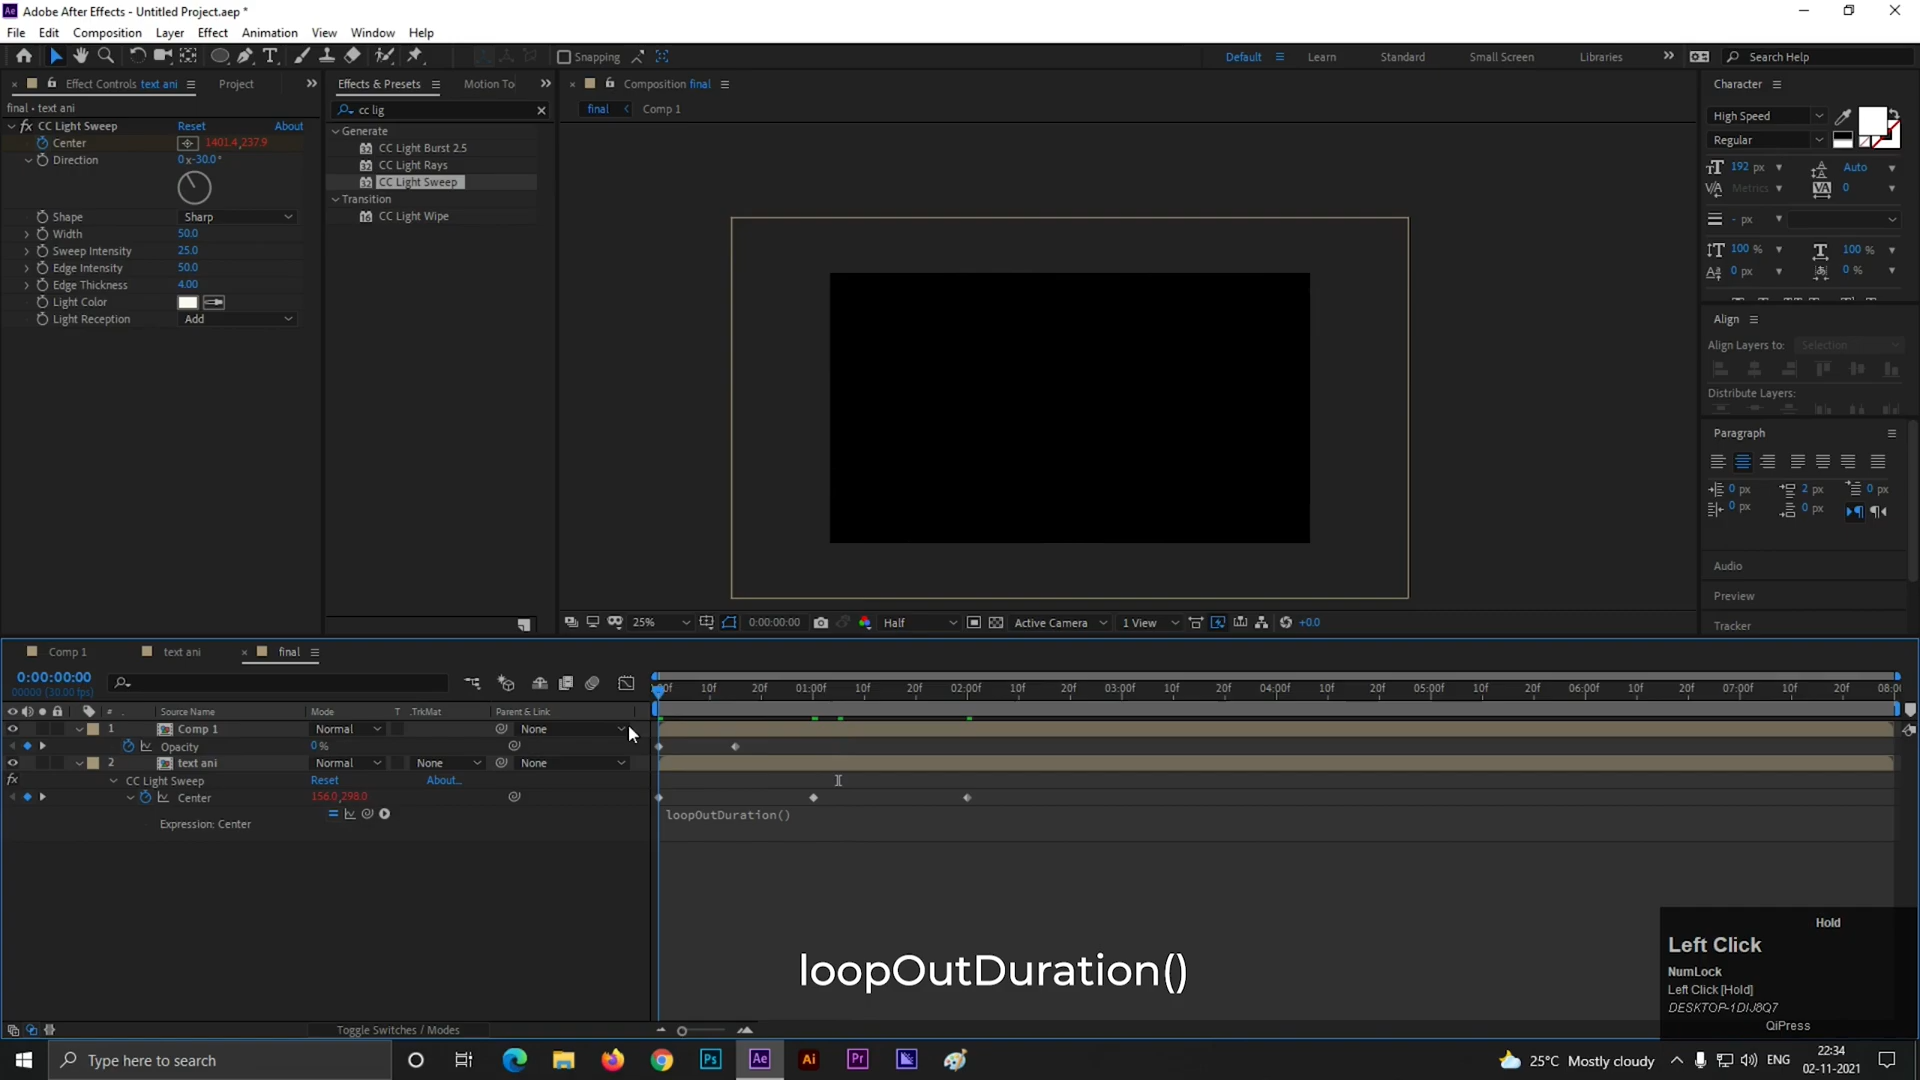 Adobe After Effects - Untitled Project.aep *
File Edit Composition Layer Effect Animation View Window Help
Snapping Default Learn Standard Small Screen Libraries Search Help
Effect Controls text ani Project
final • text ani
fx CC Light Sweep Reset About
Center 1401.4,237.9
Direction 0 x-30.0°
Shape Sharp
Width 50.0
Sweep Intensity 25.0
Edge Intensity 50.0
Edge Thickness 4.00
Light Color
Light Reception Add
Effects & Presets Motion To
cc lig
Generate
CC Light Burst 2.5
CC Light Rays
CC Light Sweep
Transition
CC Light Wipe
Composition final
final Comp 1
25% 0:00:00:00 Half Active Camera 1 View +0.0
Character
High Speed
Regular
192 px Auto
Metrics 0
- px
100 % 100 %
0 px 0 %
Align
Align Layers to: Selection
Distribute Layers:
Paragraph
0 px 2 px 0 px
0 px 0 px
Audio
Preview
Tracker
Comp 1 text ani final
0:00:00:00
00000 (30.00 fps)
10f 20f 01:00f 10f 20f 02:00f 10f 20f 03:00f 10f 20f 04:00f 10f 20f 05:00f 10f 20f 06:00f 10f 20f 07:00f 10f 20f 08:0
# Source Name Mode T .TrkMat Parent & Link
1 Comp 1 Normal None
Opacity 0 %
2 text ani Normal None None
fx CC Light Sweep Reset About...
Center 156.0,298.0
Expression: Center loopOutDuration()
loopOutDuration()
Toggle Switches / Modes
Hold
Left Click
NumLock
Left Click [Hold]
DESKTOP-1DIJ8Q7
QiPress
Type here to search
Ps Ae Ai Pr
25°C Mostly cloudy ENG 22:34
02-11-2021